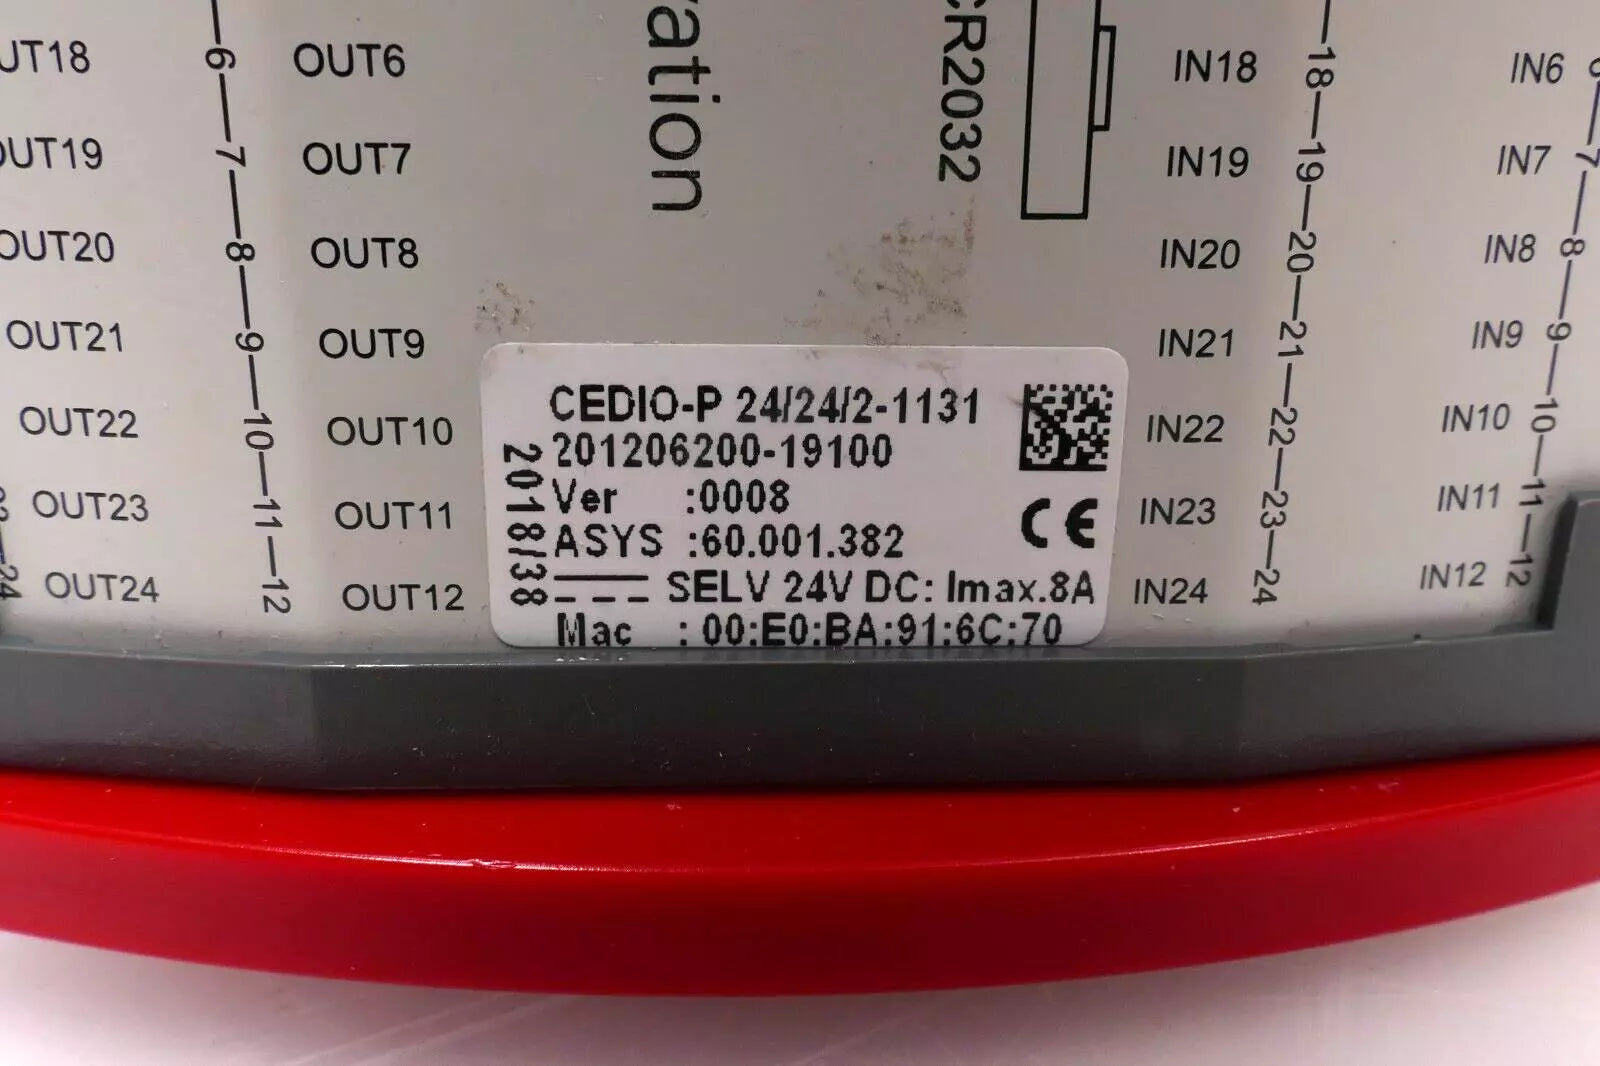 6
7
8
9
10
11
12
OUT19
OUT20
OUT21
OUT22
OUT23
OUT24
OUT6
OUT7
OUT8
OUT9
OUT10
OUT11
OUT12
CR2032
CEDIO-P 24/24/2-1131
201206200-19100
Ver :0008
ASYS :60.001.382
SELV 24V DC: Imax.8A
Mac : 00:E0:BA:91:6C:70
2018/38
CE
IN18
IN19
IN20
IN21
IN22
IN23
IN24
18
19
20
21
22
23
24
IN6
IN7
IN8
IN9
IN10
IN11
IN12
7
8
9
10
11
12
24